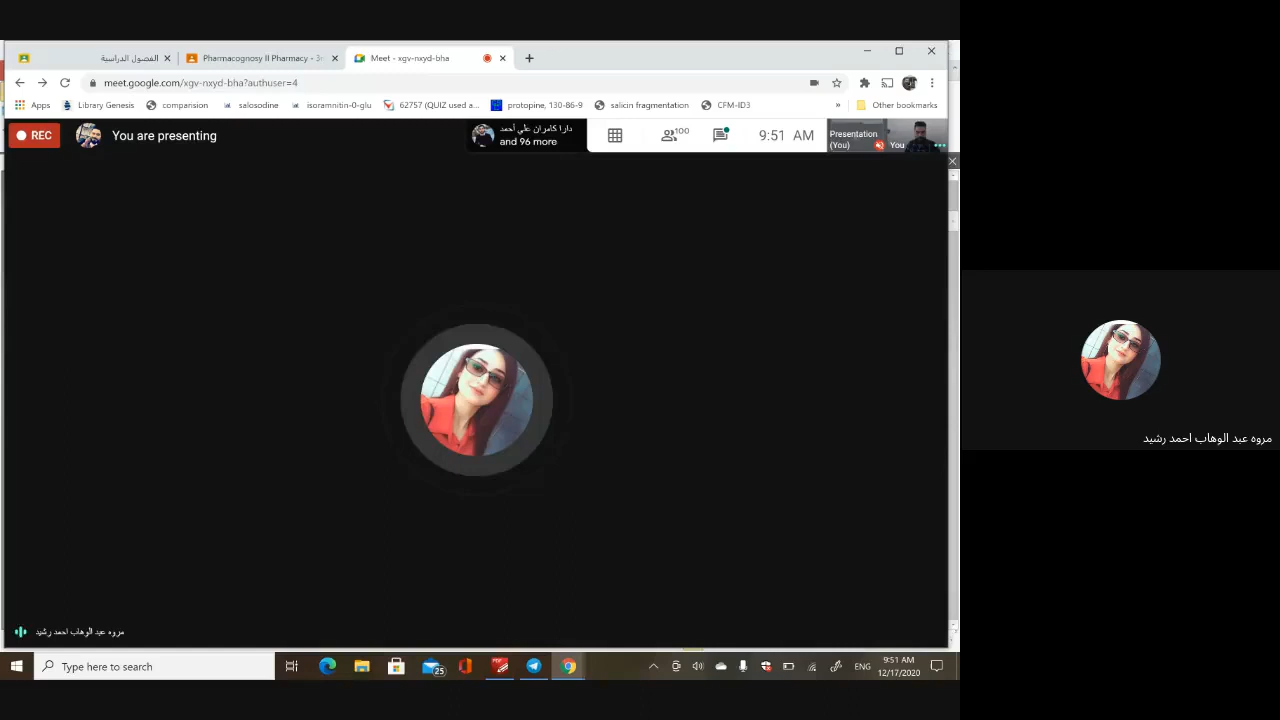 الفصول الدراسية
Pharmacognosy II Pharmacy - 3r
Meet - xgv-nxyd-bha
meet.google.com/xgv-nxyd-bha?authuser=4
Apps
Library Genesis
comparision
salosodine
isoramnitin-0-glu
62757 (QUIZ used a...
protopine, 130-86-9
salicin fragmentation
CFM-ID3
»
Other bookmarks
REC
You are presenting
دارا كامران علي أحمد
and 96 more
100
9:51 AM
Presentation
(You)
You
مروه عبد الوهاب احمد رشيد
مروه عبد الوهاب احمد رشيد
Type here to search
25
ENG
9:51 AM
12/17/2020